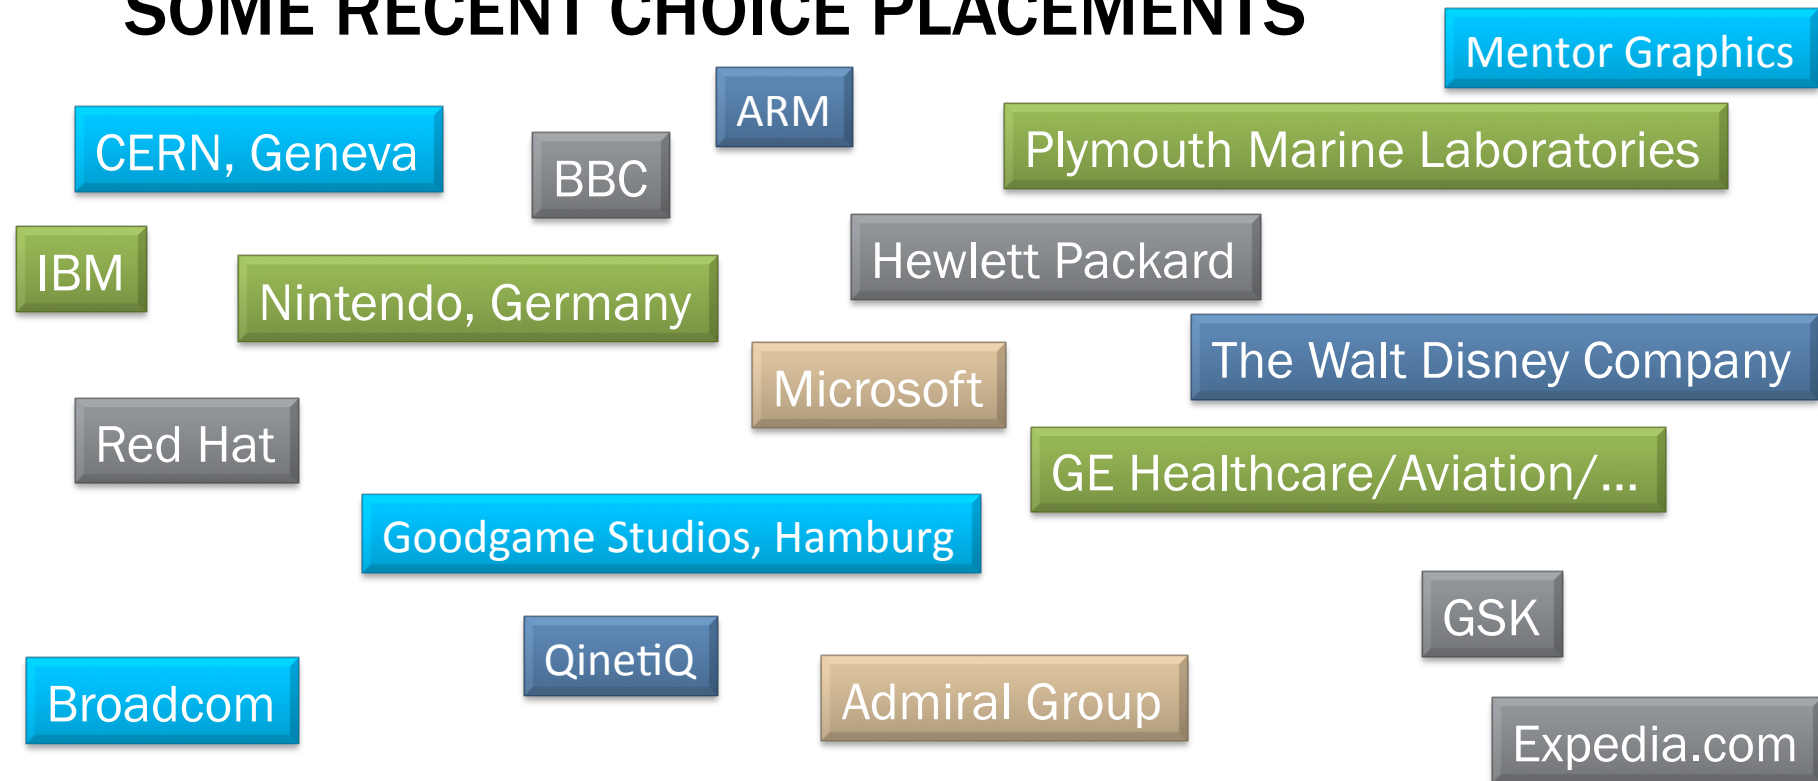 SOME RECENT CHOICE PLACEMENTS
Mentor Graphics
ARM
CERN, Geneva
BBC
Plymouth Marine Laboratories
IBM
Nintendo, Germany
Hewlett Packard
Microsoft
The Walt Disney Company
Red Hat
GE Healthcare/Aviation/...
Goodgame Studios, Hamburg
GSK
QinetiQ
Broadcom
Admiral Group
Expedia.com